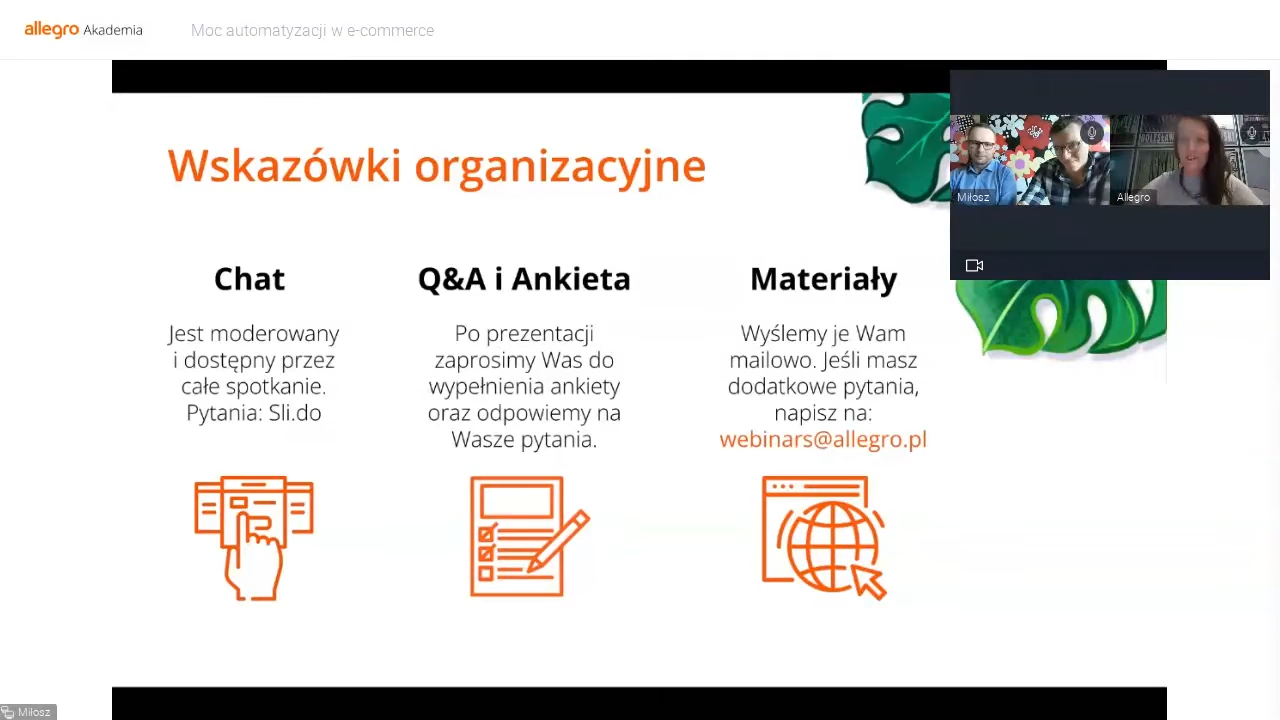 allegro Akademia
Moc automatyzacji w e-commerce
Wskazówki organizacyjne
Chat
Jest moderowany
i dostępny przez
całe spotkanie.
Pytania: Sli.do
Q&A i Ankieta
Po prezentacji
zaprosimy Was do
wypełnienia ankiety
oraz odpowiemy na
Wasze pytania.
Materiały
Wyślemy je Wam
mailowo. Jeśli masz
dodatkowe pytania,
napisz na:
webinars@allegro.pl
Miłosz
Allegro
Miłosz